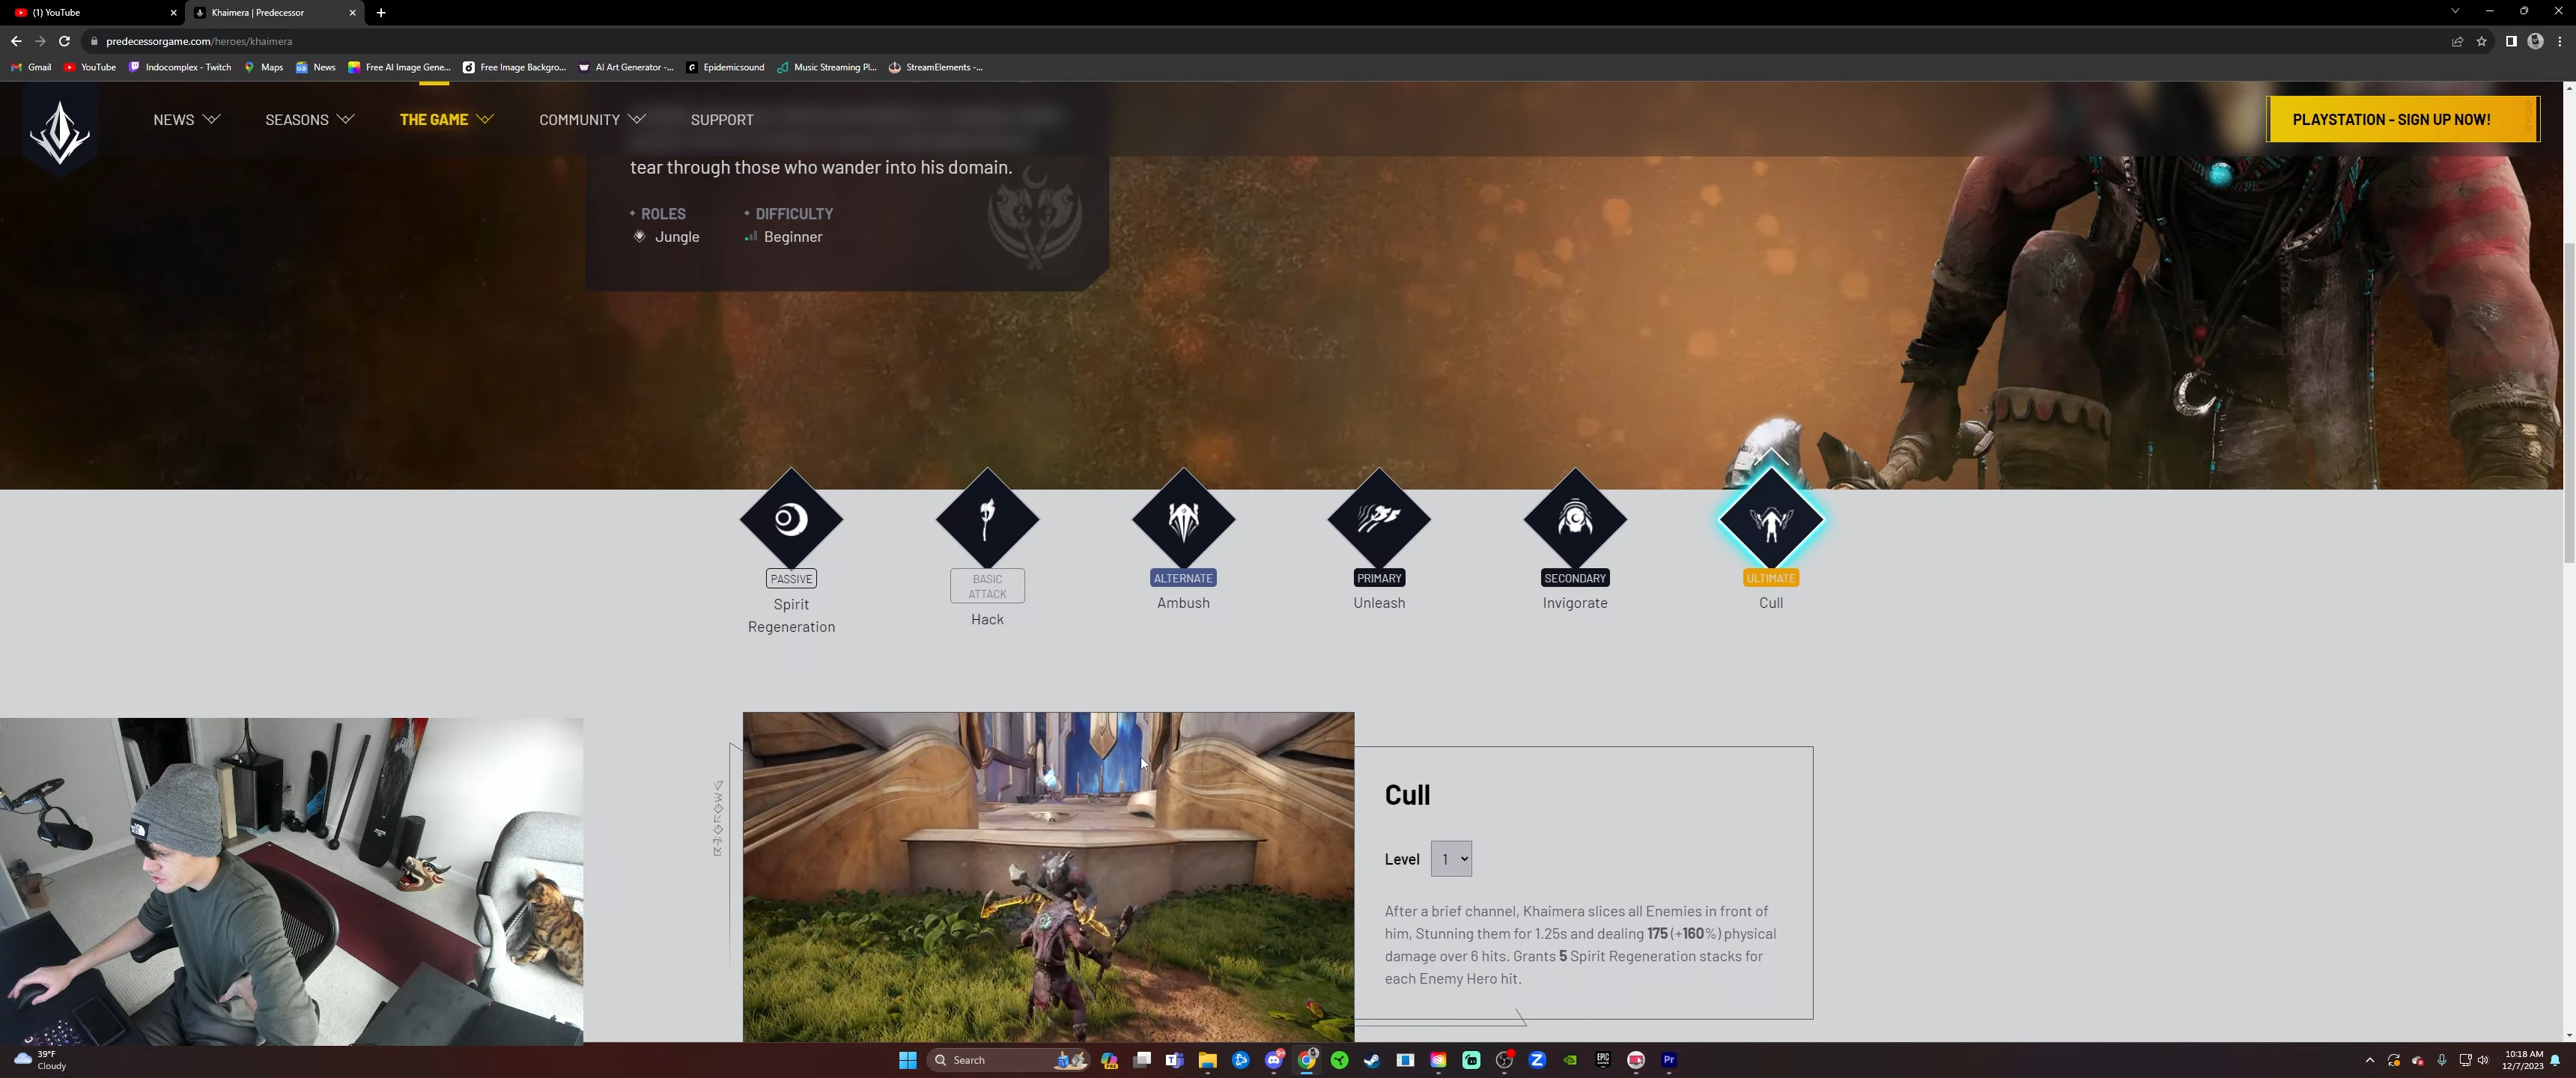 (1) YouTube
Khaimera | Predecessor
predecessorgame.com/heroes/khaimera
Gmail
YouTube
Indocomplex - Twitch
Maps
News
Free AI Image Gene...
Free Image Backgro...
AI Art Generator -...
Epidemicsound
Music Streaming Pl...
StreamElements -...
NEWS
SEASONS
THE GAME
COMMUNITY
SUPPORT
PLAYSTATION - SIGN UP NOW!
tear through those who wander into his domain.
ROLES
DIFFICULTY
Jungle
Beginner
PASSIVE
Spirit
Regeneration
BASIC
ATTACK
Hack
ALTERNATE
Ambush
PRIMARY
Unleash
SECONDARY
Invigorate
ULTIMATE
Cull
Cull
Level 1
After a brief channel, Khaimera slices all Enemies in front of
him, Stunning them for 1.25s and dealing 175 (+160%) physical
damage over 6 hits. Grants 5 Spirit Regeneration stacks for
each Enemy Hero hit.
39°F
Cloudy
Search
10:18 AM
12/7/2023